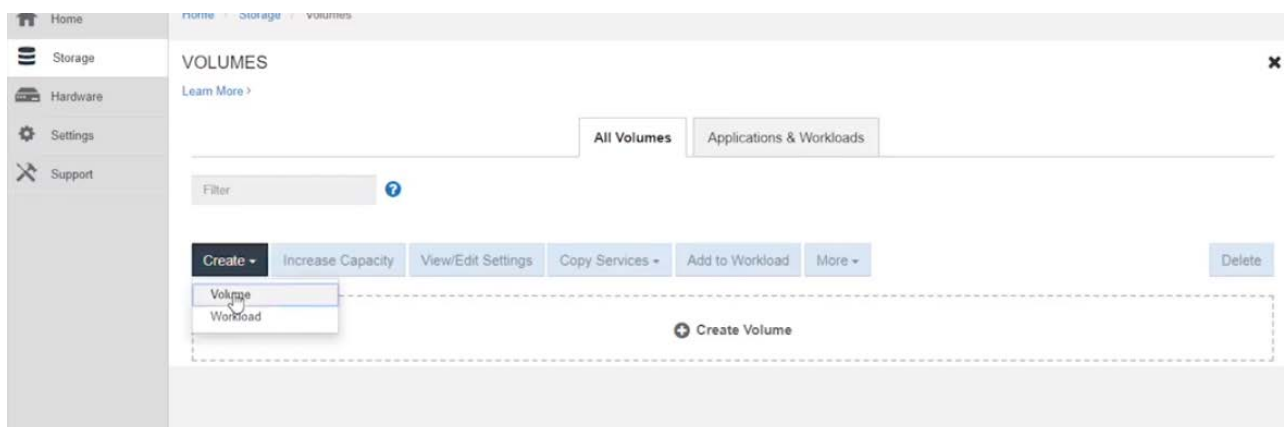 Home
Home Storage Volumes
Storage
VOLUMES
Hardware
Learn More >
Settings
All Volumes Applications & Workloads
Support
Filter
Create Increase Capacity View/Edit Settings Copy Services Add to Workload More Delete
Volume
Workload
Create Volume